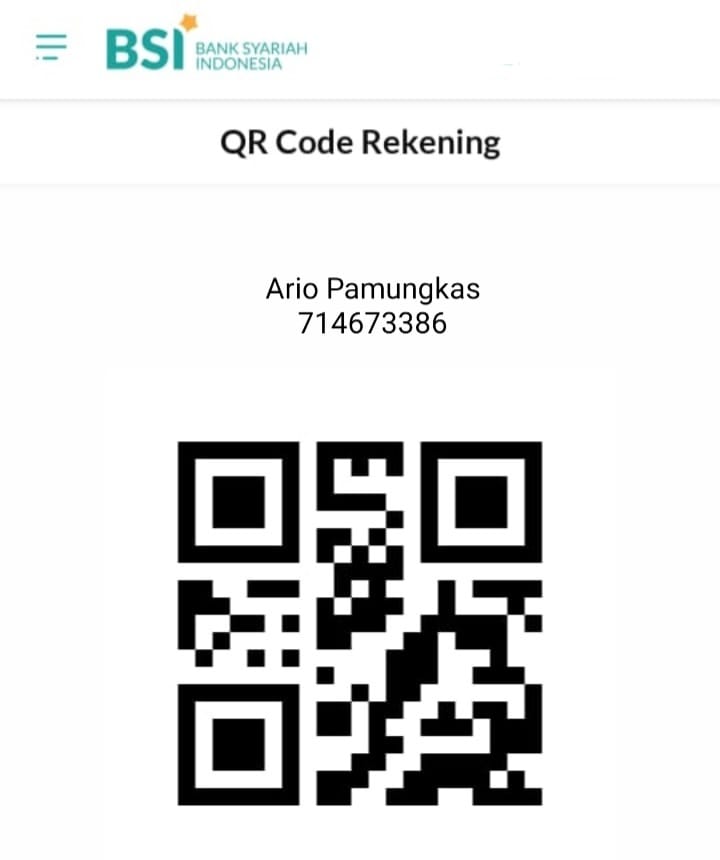 BSI BANK SYARIAH
INDONESIA
QR Code Rekening
Ario Pamungkas
714673386